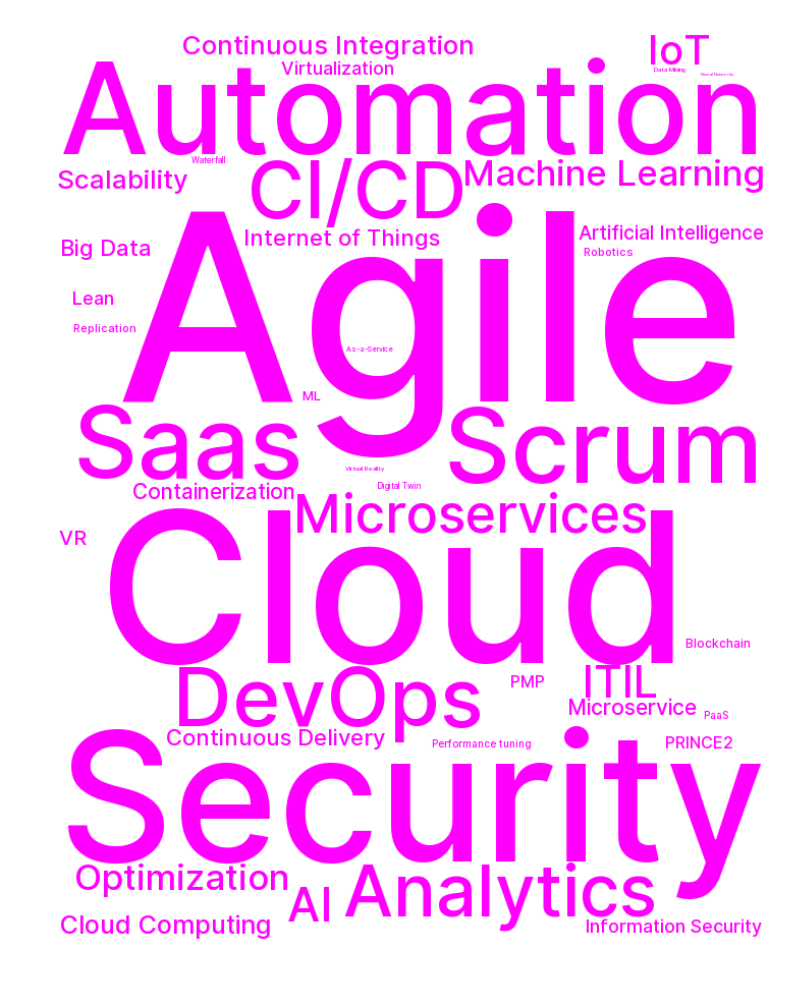 Continuous Integration
IoT
Virtualization
Data Mining
Neural Networks
Automation
Waterfall
CI/CD
Machine Learning
Scalability
Internet of Things
Artificial Intelligence
Big Data
Robotics
Agile
Lean
Replication
As-a-Service
ML
Saas
Scrum
Virtual Reality
Digital Twin
Containerization
Microservices
VR
Cloud
Blockchain
DevOps
PMP
ITIL
Microservice
PaaS
Continuous Delivery
Performance tuning
PRINCE2
Security
Optimization
AI
Analytics
Cloud Computing
Information Security